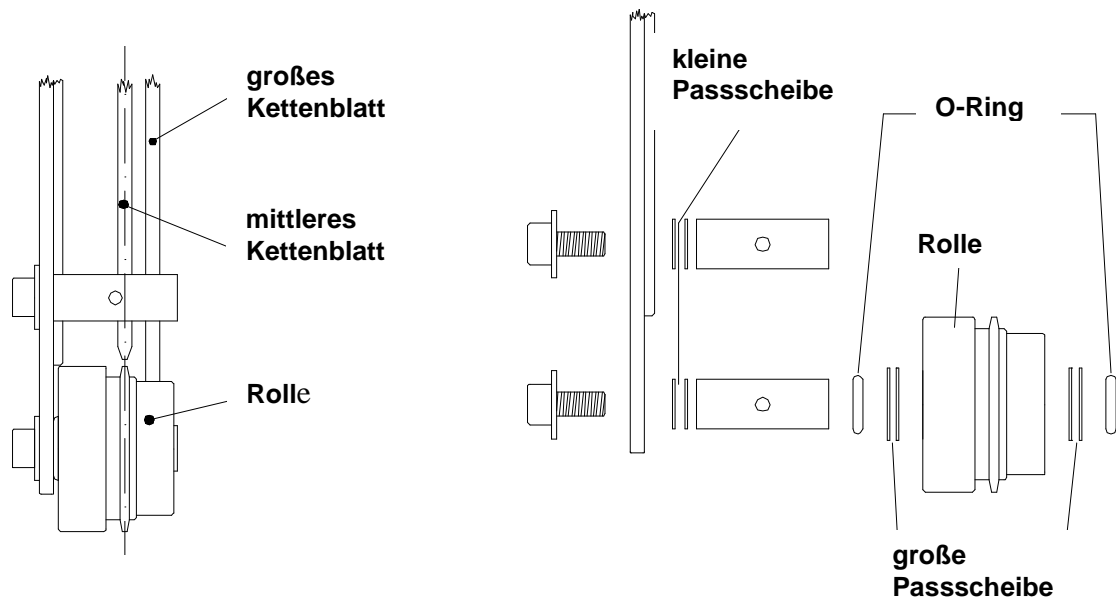 großes
Kettenblatt
mittleres
Kettenblatt
Rolle
kleine
Passscheibe
O-Ring
Rolle
große
Passscheibe